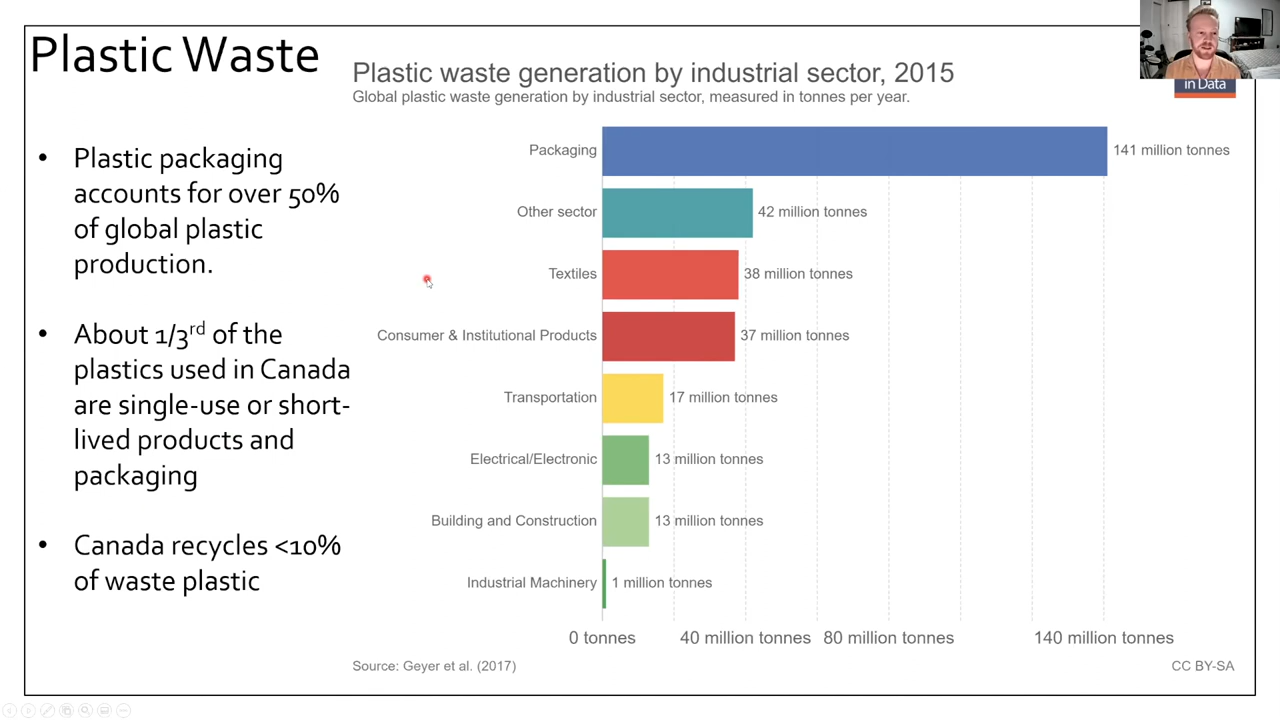 Plastic Waste
Plastic waste generation by industrial sector, 2015
Global plastic waste generation by industrial sector, measured in tonnes per year.
in Data
• Plastic packaging
accounts for over 50%
of global plastic
production.
• About 1/3rd of the
plastics used in Canada
are single-use or short-
lived products and
packaging
• Canada recycles <10%
of waste plastic
Packaging 141 million tonnes
Other sector 42 million tonnes
Textiles 38 million tonnes
Consumer & Institutional Products 37 million tonnes
Transportation 17 million tonnes
Electrical/Electronic 13 million tonnes
Building and Construction 13 million tonnes
Industrial Machinery 1 million tonnes
0 tonnes 40 million tonnes 80 million tonnes 140 million tonnes
Source: Geyer et al. (2017) CC BY-SA